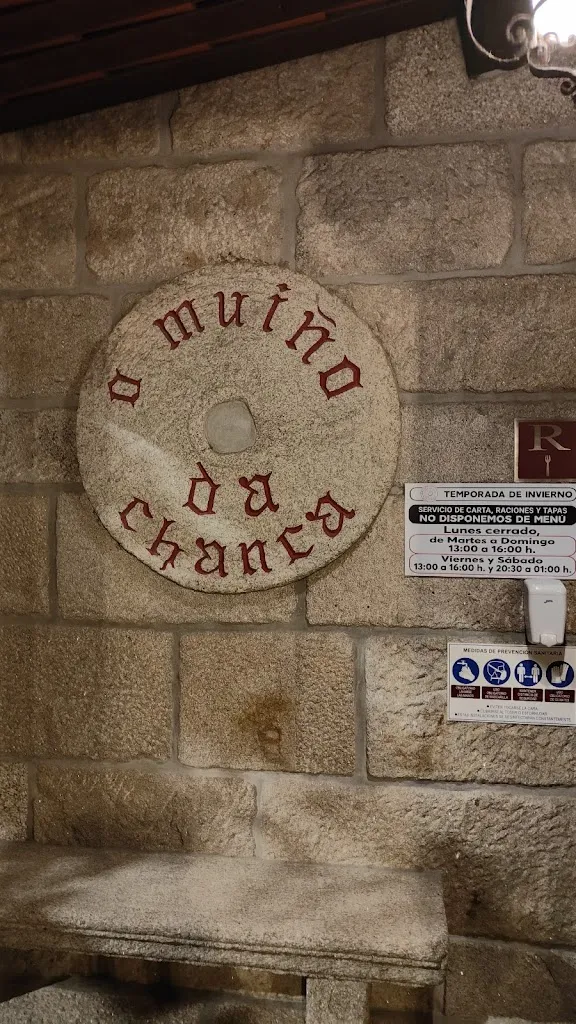 o muiño
da
chanca
R
TEMPORADA DE INVIERNO
SERVICIO DE CARTA, RACIONES Y TAPAS
NO DISPONEMOS DE MENÚ
Lunes cerrado,
de Martes a Domingo
13:00 a 16:00 h.
Viernes y Sábado
13:00 a 16:00 h. y 20:30 a 01:00 h.
MEDIDAS DE PREVENCIÓN SANITARIA